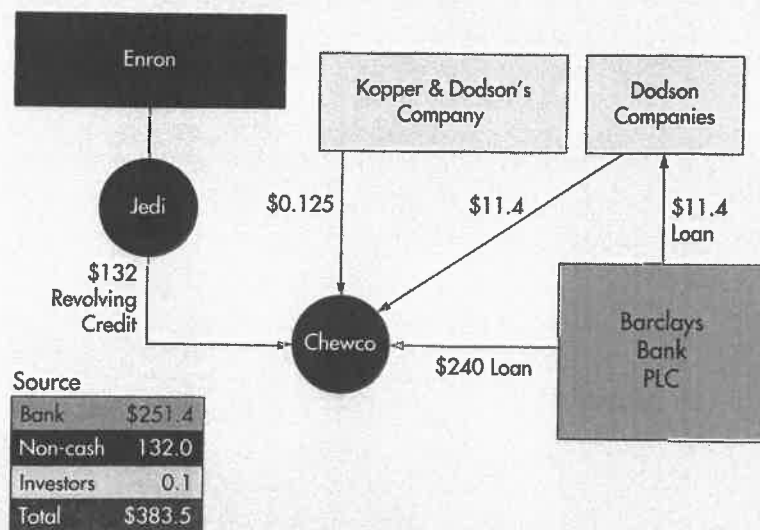 Enron
Kopper & Dodson's
Company
Dodson
Companies
Jedi
$0.125
$11.4
$11.4
Loan
$132
Revolving
Credit
Chewco
$240 Loan
Barclays
Bank
PLC
Source
Bank $251.4
Non-cash 132.0
Investors 0.1
Total $383.5